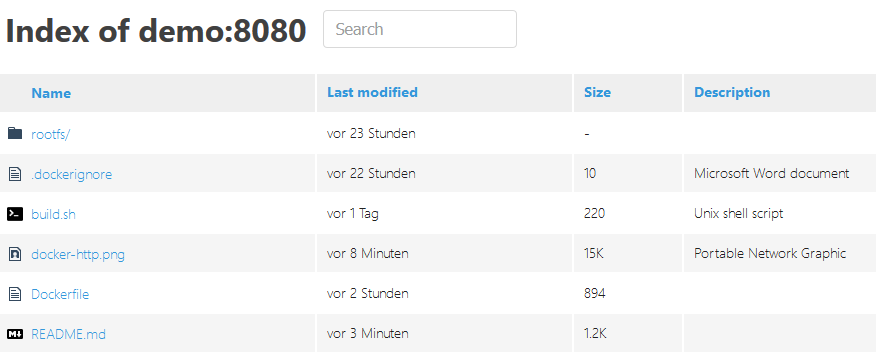 Index of demo:8080 Search
Name Last modified Size Description
rootfs/ vor 23 Stunden -
.dockerignore vor 22 Stunden 10 Microsoft Word document
build.sh vor 1 Tag 220 Unix shell script
docker-http.png vor 8 Minuten 15K Portable Network Graphic
Dockerfile vor 2 Stunden 894
README.md vor 3 Minuten 1.2K